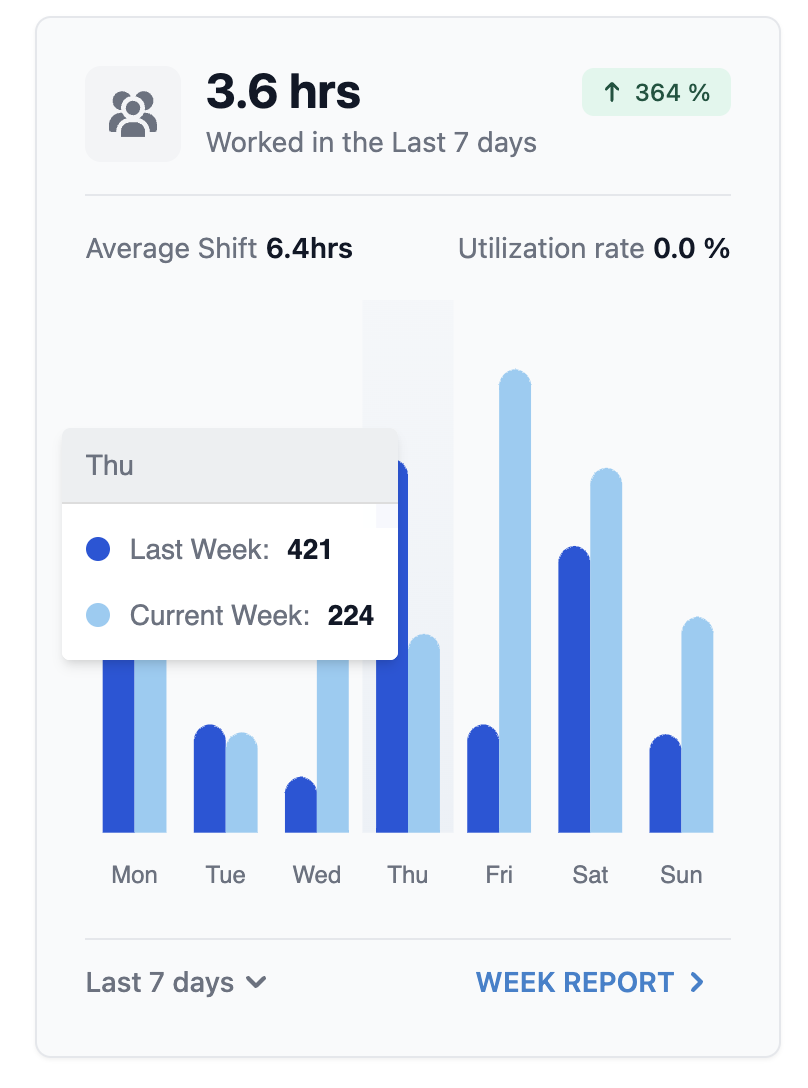 3.6 hrs
↑ 364 %
Worked in the Last 7 days
Average Shift 6.4hrs
Utilization rate 0.0 %
Thu
Last Week: 421
Current Week: 224
Mon Tue Wed Thu Fri Sat Sun
Last 7 days
WEEK REPORT